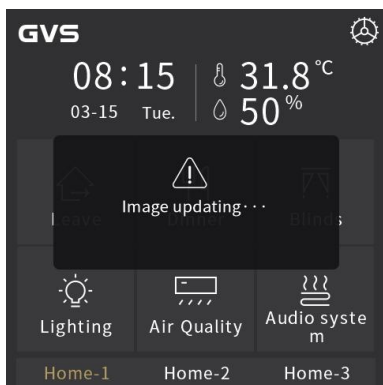 GVS
08:15
31.8°C
03-15 Tue.
50%
Image updating···
Leave
Dinner
Blinds
Lighting
Air Quality
Audio syste
m
Home-1
Home-2
Home-3